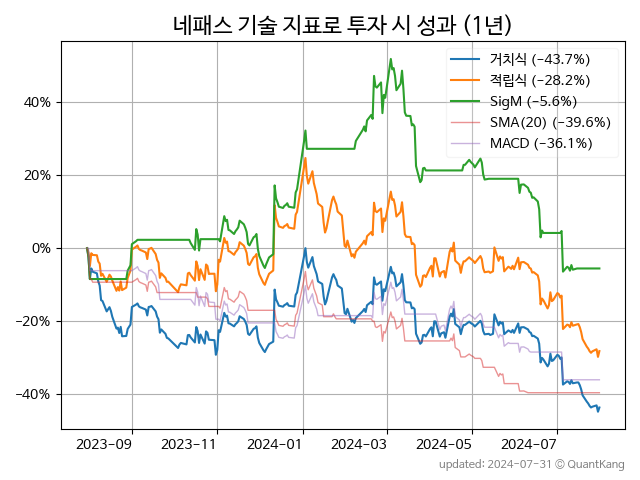 네패스 기술 지표로 투자 시 성과 (1년)
거치식 (−43.7%)
적립식 (−28.2%)
SigM (−5.6%)
SMA(20) (−39.6%)
MACD (−36.1%)
40%
20%
0%
−20%
−40%
2023-09 2023-11 2024-01 2024-03 2024-05 2024-07
updated: 2024-07-31 © QuantKang